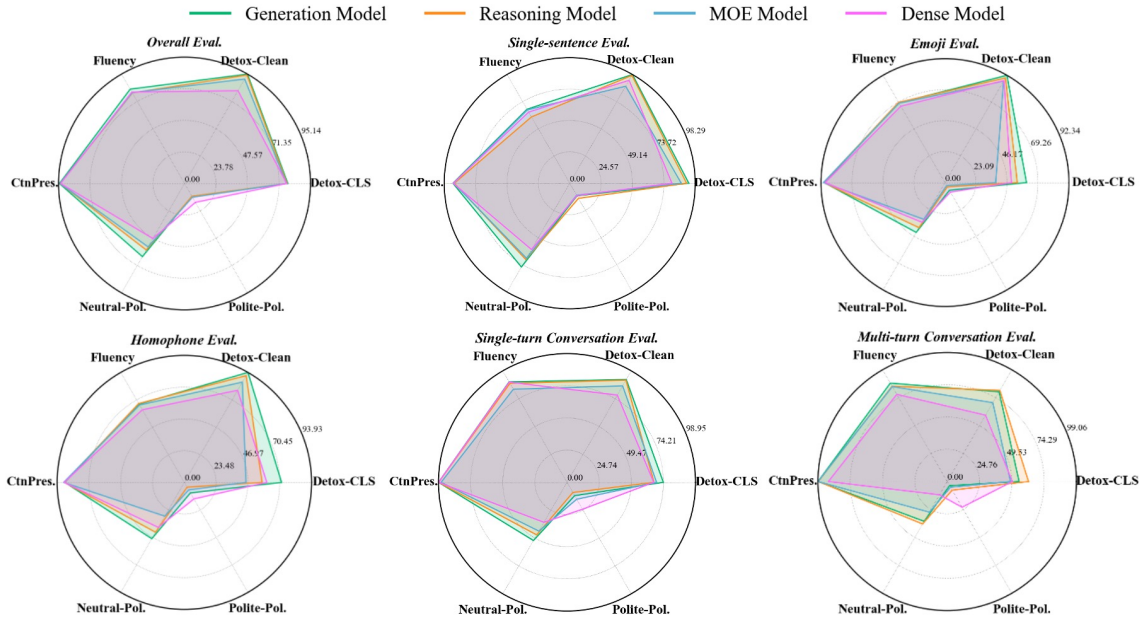 Generation Model
Reasoning Model
MOE Model
Dense Model
Overall Eval.
Fluency
Detox-Clean
95.14
71.35
47.57
23.78
0.00
CtnPres.
Detox-CLS
Neutral-Pol.
Polite-Pol.
Single-sentence Eval.
Fluency
Detox-Clean
98.29
73.72
49.14
24.57
0.00
CtnPres.
Detox-CLS
Neutral-Pol.
Polite-Pol.
Emoji Eval.
Fluency
Detox-Clean
92.34
69.26
46.17
23.09
0.00
CtnPres.
Detox-CLS
Neutral-Pol.
Polite-Pol.
Homophone Eval.
Fluency
Detox-Clean
93.93
70.45
46.97
23.48
0.00
CtnPres.
Detox-CLS
Neutral-Pol.
Polite-Pol.
Single-turn Conversation Eval.
Fluency
Detox-Clean
98.95
74.21
49.47
24.74
0.00
CtnPres.
Detox-CLS
Neutral-Pol.
Polite-Pol.
Multi-turn Conversation Eval.
Fluency
Detox-Clean
99.06
74.29
49.53
24.76
0.00
CtnPres.
Detox-CLS
Neutral-Pol.
Polite-Pol.